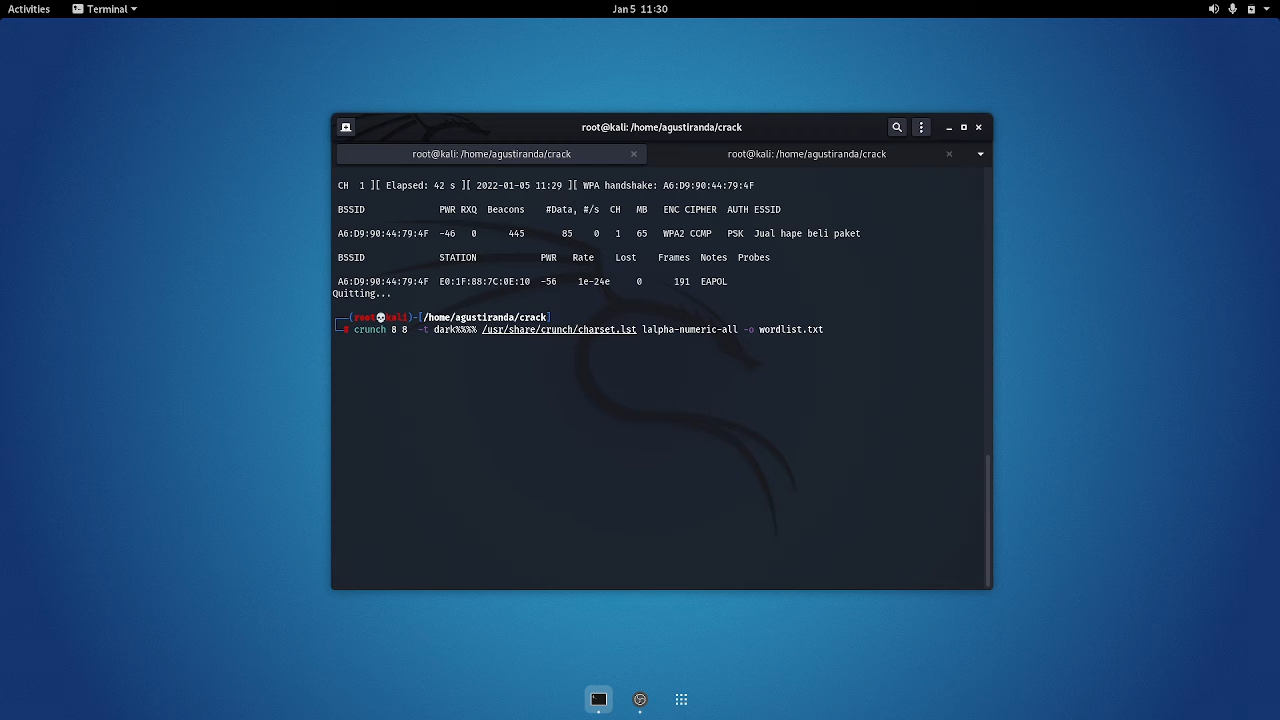 Activities Terminal Jan 5 11:30
root@kali: /home/agustiranda/crack
root@kali: /home/agustiranda/crack root@kali: /home/agustiranda/crack
CH 1 ][ Elapsed: 42 s ][ 2022-01-05 11:29 ][ WPA handshake: A6:D9:90:44:79:4F
BSSID PWR RXQ Beacons #Data, #/s CH MB ENC CIPHER AUTH ESSID
A6:D9:90:44:79:4F -46 0 445 85 0 1 65 WPA2 CCMP PSK Jual hape beli paket
BSSID STATION PWR Rate Lost Frames Notes Probes
A6:D9:90:44:79:4F E0:1F:88:7C:0E:10 -56 1e-24e 0 191 EAPOL
Quitting...
(root💀kali)-[/home/agustiranda/crack]
# crunch 8 8 -t dark%%%% /usr/share/crunch/charset.lst lalpha-numeric-all -o wordlist.txt